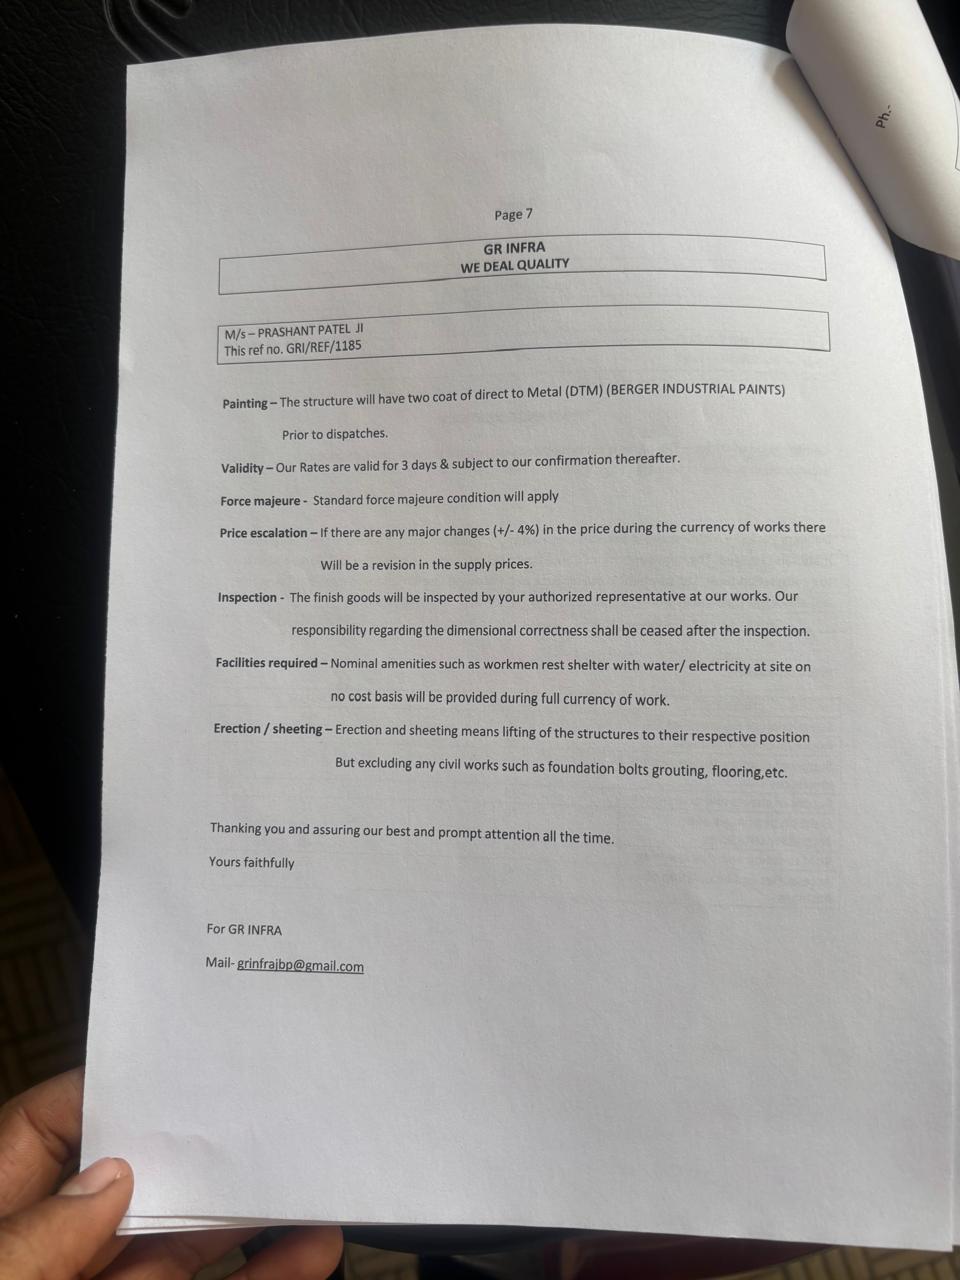 Ph.-
Page 7
GR INFRA
WE DEAL QUALITY
M/s – PRASHANT PATEL JI
This ref no. GRI/REF/1185
Painting – The structure will have two coat of direct to Metal (DTM) (BERGER INDUSTRIAL PAINTS)
Prior to dispatches.
Validity – Our Rates are valid for 3 days & subject to our confirmation thereafter.
Force majeure - Standard force majeure condition will apply
Price escalation – If there are any major changes (+/- 4%) in the price during the currency of works there
Will be a revision in the supply prices.
Inspection - The finish goods will be inspected by your authorized representative at our works. Our
responsibility regarding the dimensional correctness shall be ceased after the inspection.
Facilities required – Nominal amenities such as workmen rest shelter with water/ electricity at site on
no cost basis will be provided during full currency of work.
Erection / sheeting – Erection and sheeting means lifting of the structures to their respective position
But excluding any civil works such as foundation bolts grouting, flooring,etc.
Thanking you and assuring our best and prompt attention all the time.
Yours faithfully
For GR INFRA
Mail- grinfrajbp@gmail.com